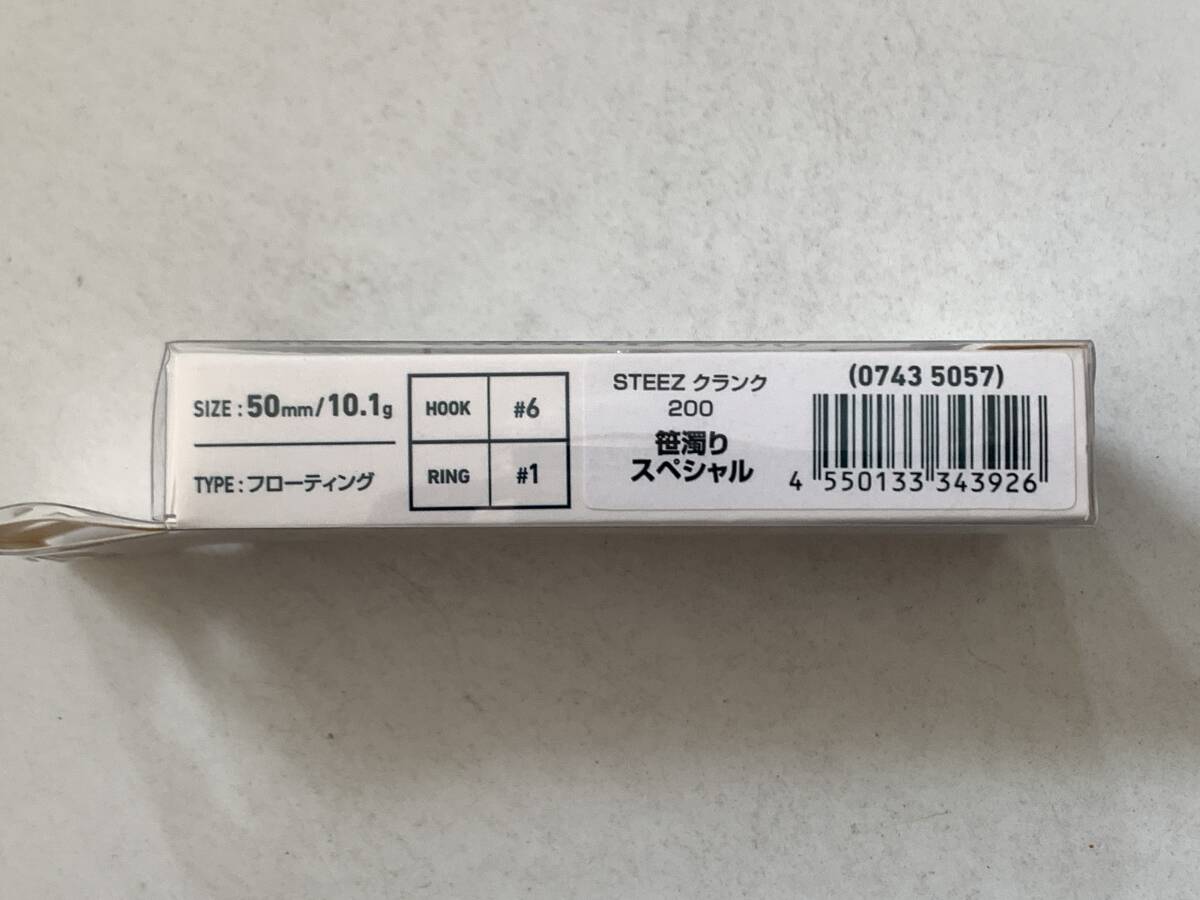 SIZE : 50mm/10.1g
TYPE : フローティング
HOOK #6
RING #1
STEEZ クランク
200
笹濁り
スペシャル
(0743 5057)
4 550133 343926